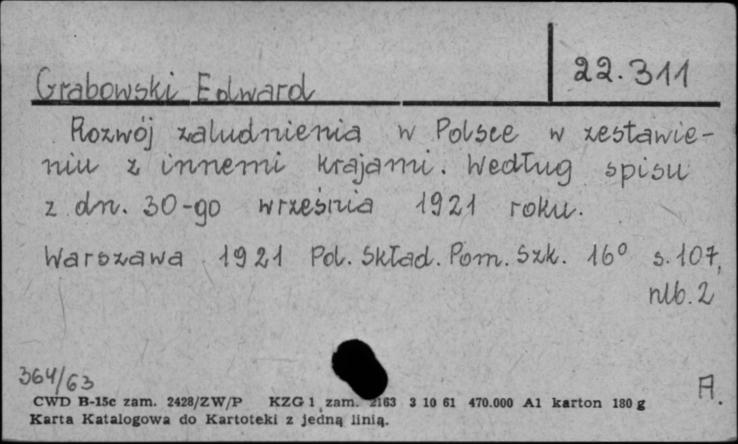 22.311
Grabowski Edward
Rozwój zaludnienia w Polsce w zestawie-
niu z innemi krajami. Według spisu
z dn. 30-go września 1921 roku.
Warszawa 1921 Pol. Skład. Pom. Szk. 16° s. 107,
nlb. 2
364/63
A.
CWD B-15c zam. 2428/ZW/P KZG 1 zam. 2163 3 10 61 470.000 A1 karton 180 g
Karta Katalogowa do Kartoteki z jedną linią.